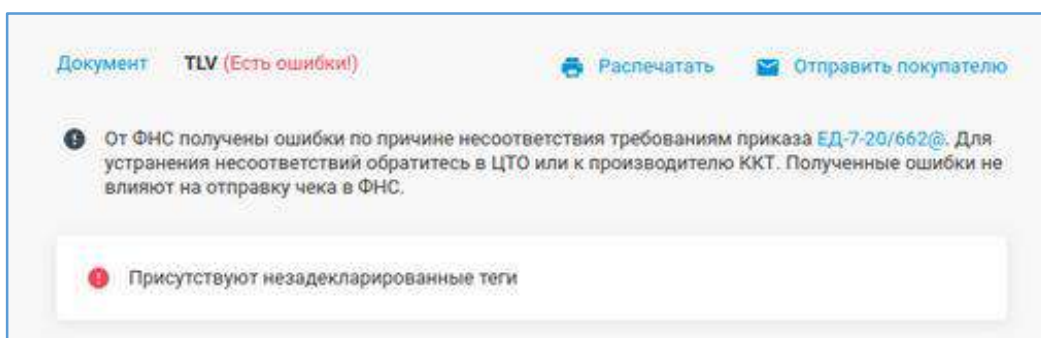 Документ TLV (Есть ошибки!) Распечатать Отправить покупателю
От ФНС получены ошибки по причине несоответствия требованиям приказа ЕД-7-20/662@. Для
устранения несоответствий обратитесь в ЦТО или к производителю ККТ. Полученные ошибки не
влияют на отправку чека в ФНС.
Присутствуют незадекларированные теги